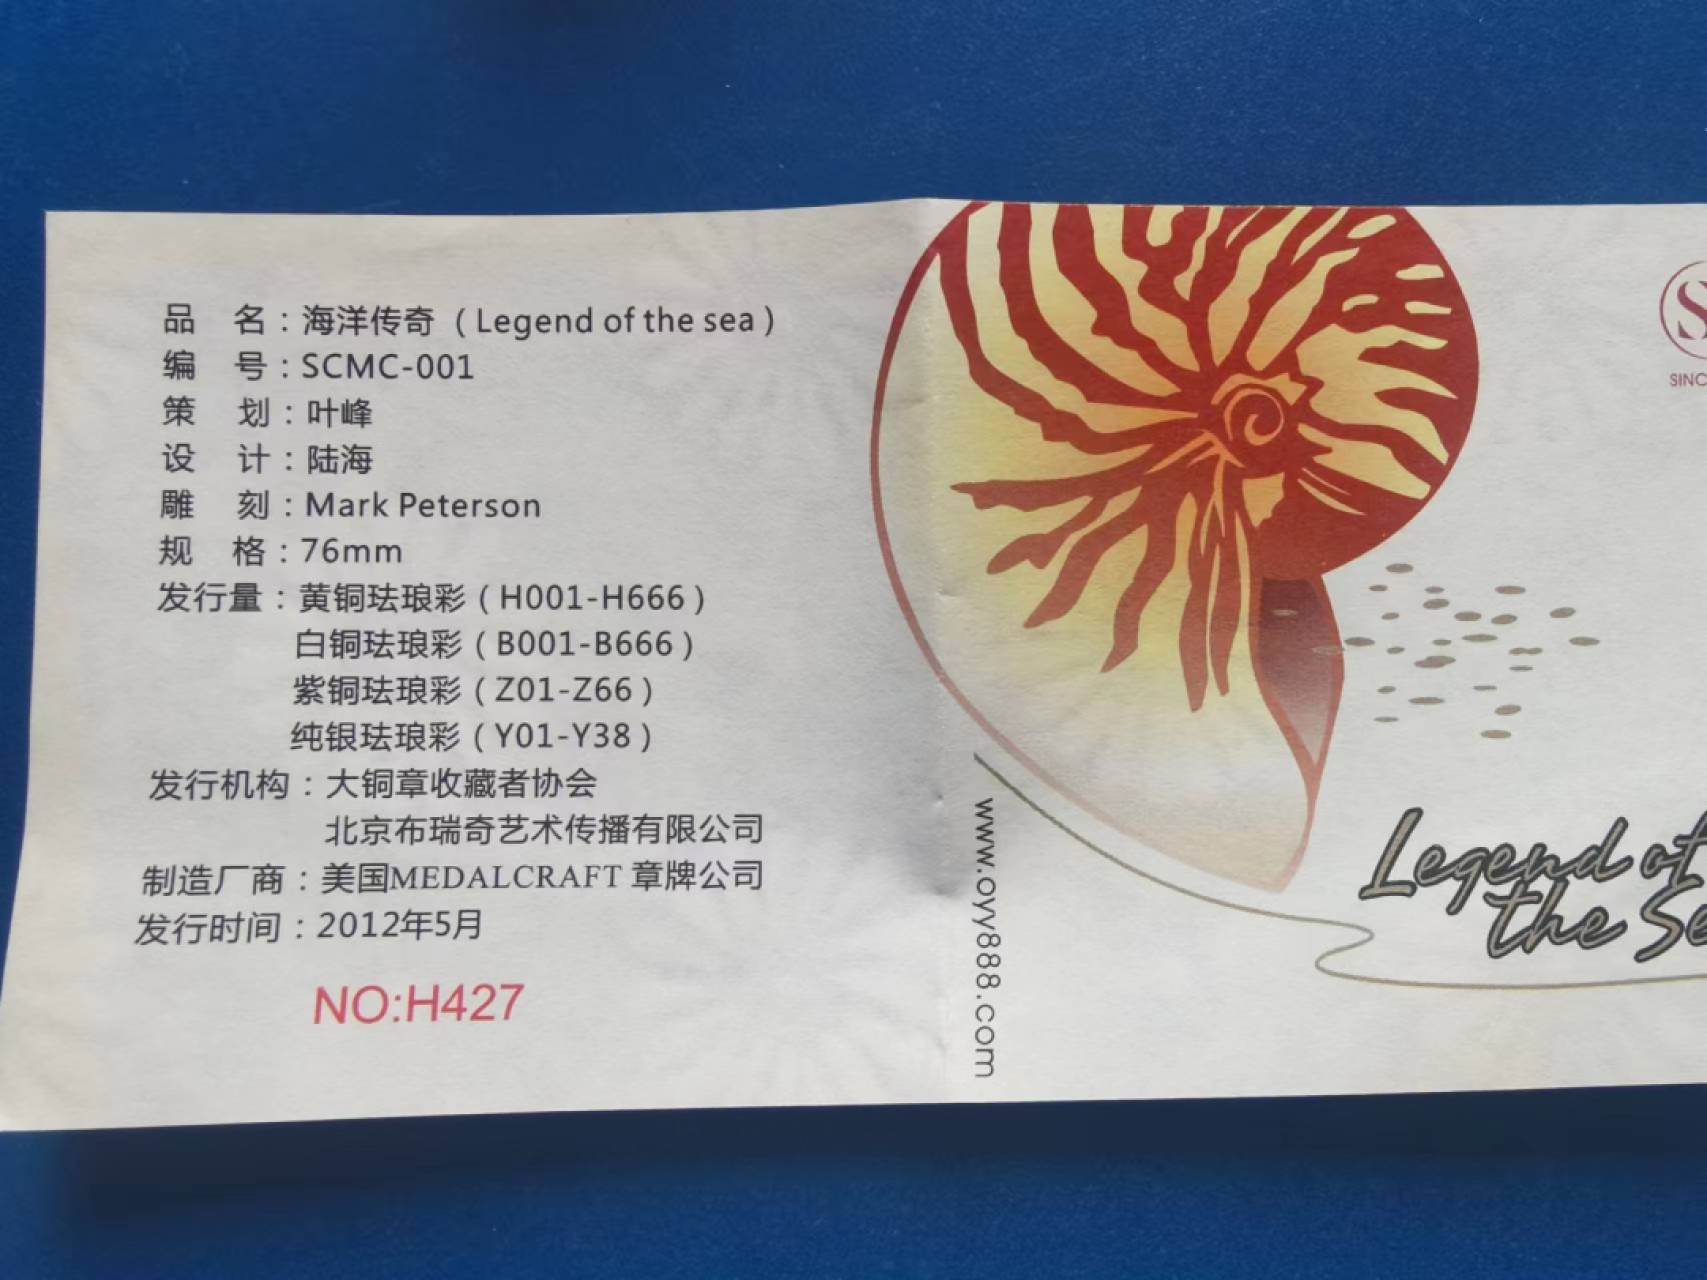 品 名：海洋传奇（Legend of the sea）
编 号：SCMC-001
策 划：叶峰
设 计：陆海
雕 刻：Mark Peterson
规 格：76mm
发行量：黄铜珐琅彩（H001-H666）
白铜珐琅彩（B001-B666）
紫铜珐琅彩（Z01-Z66）
纯银珐琅彩（Y01-Y38）
发行机构：大铜章收藏者协会
北京布瑞奇艺术传播有限公司
制造厂商：美国MEDALCRAFT 章牌公司
发行时间：2012年5月
NO:H427
www.oyy888.com
Legend of
the